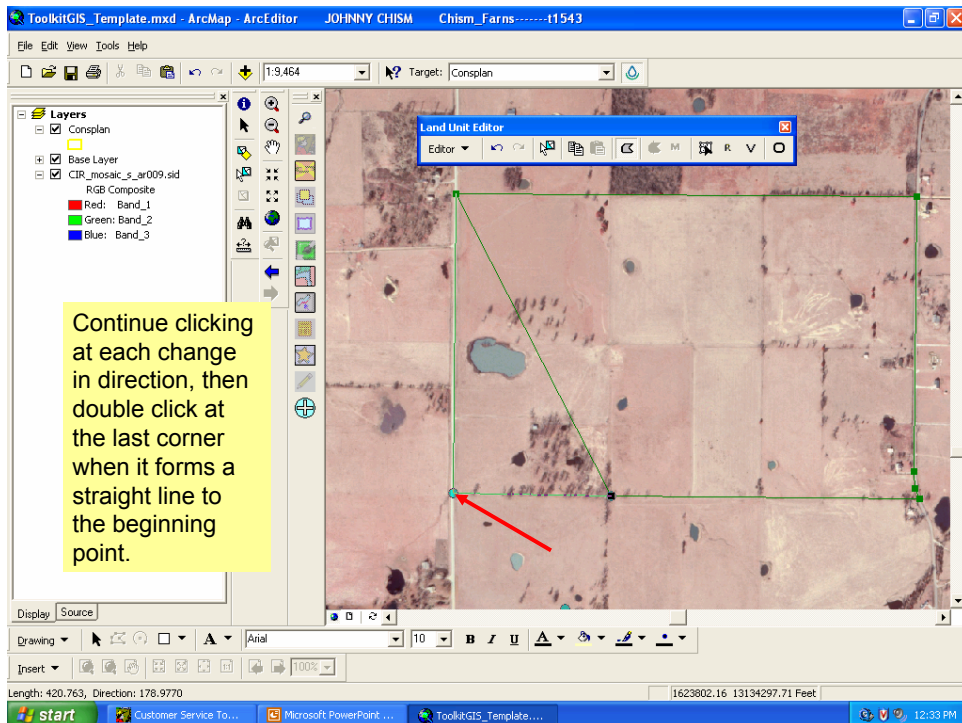 ToolkitGIS_Template.mxd - ArcMap - ArcEditor JOHNNY CHISM Chism_Farns-------t1543
File Edit View Tools Help
1:9,464 Target: Consplan
Layers
Consplan
Base Layer
CIR_mosaic_s_ar009.sid
RGB Composite
Red: Band_1
Green: Band_2
Blue: Band_3
Land Unit Editor
Editor M R V
Continue clicking
at each change
in direction, then
double click at
the last corner
when it forms a
straight line to
the beginning
point.
Display Source
Drawing A Arial 10 B I U A
Insert 100%
Length: 420.763, Direction: 178.9770 1623802.16 13134297.71 Feet
start Customer Service To... Microsoft PowerPoint ... ToolkitGIS_Template.... 12:33 PM